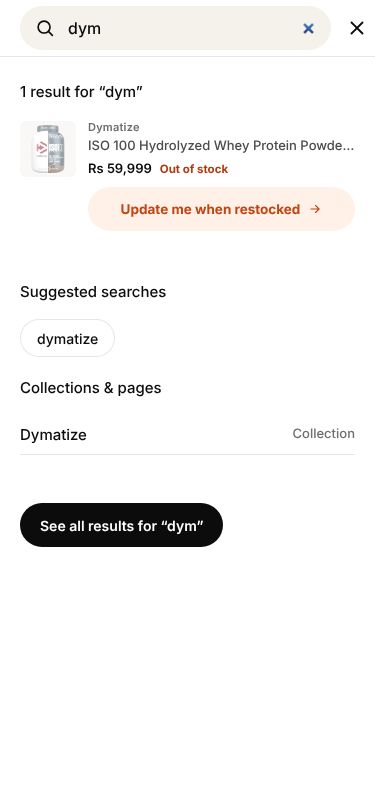 dym
1 result for “dym”
Dymatize
ISO 100 Hydrolyzed Whey Protein Powde...
Rs 59,999 Out of stock
Update me when restocked →
Suggested searches
dymatize
Collections & pages
Dymatize Collection
See all results for “dym”